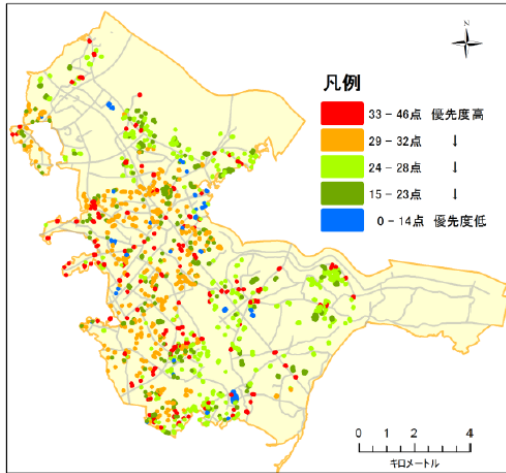 N
凡例
33－46点 優先度高
29－32点 ↓
24－28点 ↓
15－23点 ↓
0－14点 優先度低
0 1 2 4
キロメートル